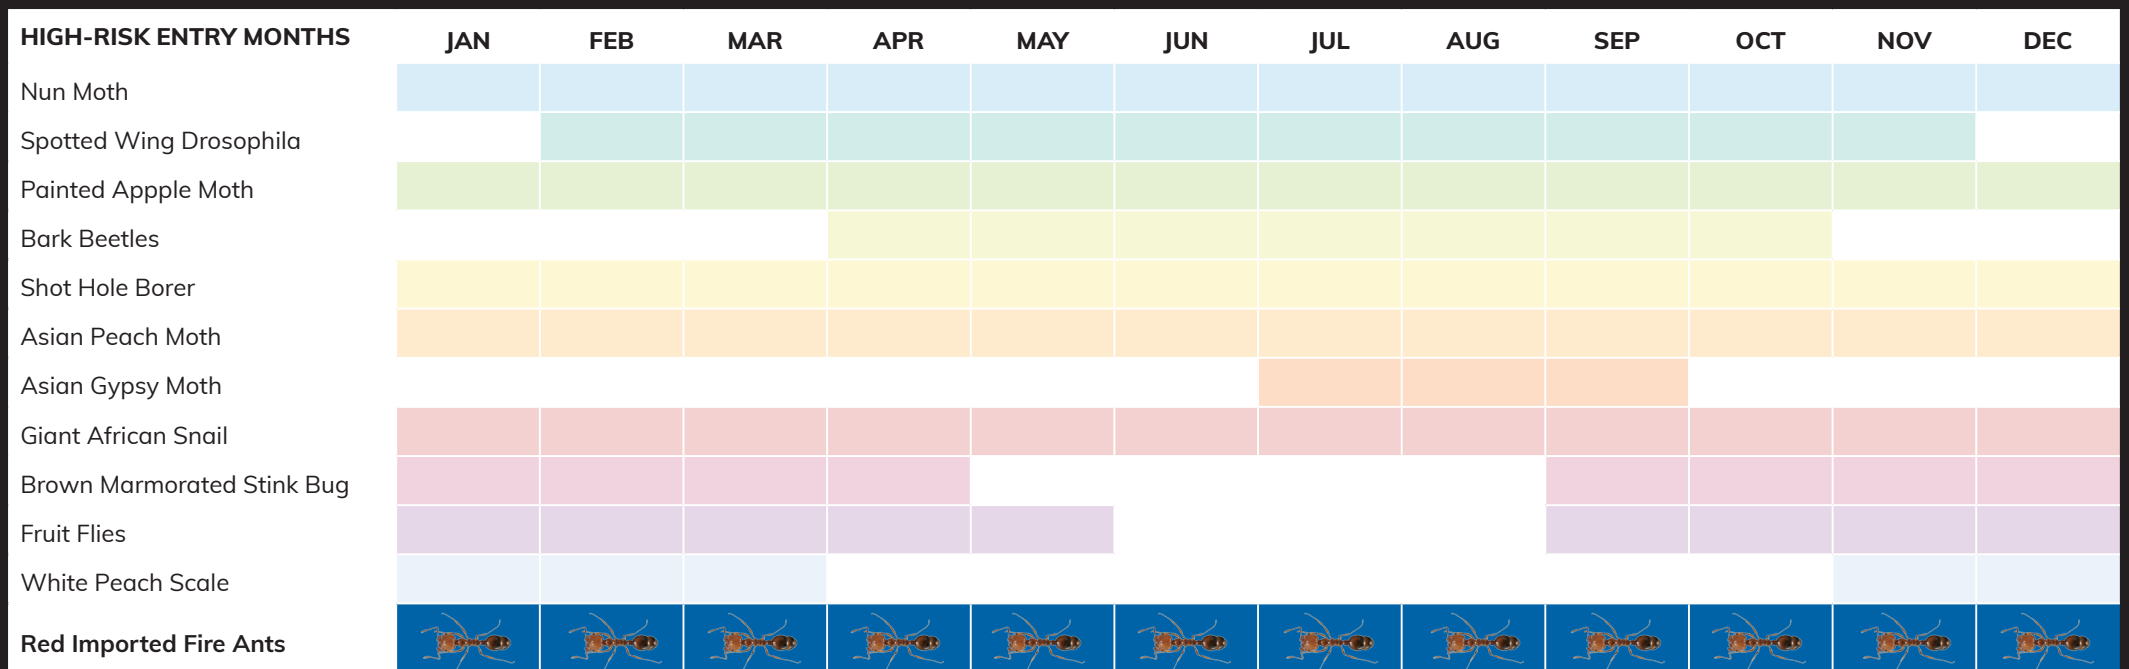 HIGH-RISK ENTRY MONTHS JAN FEB MAR APR MAY JUN JUL AUG SEP OCT NOV DEC
Nun Moth
Spotted Wing Drosophila
Painted Appple Moth
Bark Beetles
Shot Hole Borer
Asian Peach Moth
Asian Gypsy Moth
Giant African Snail
Brown Marmorated Stink Bug
Fruit Flies
White Peach Scale
Red Imported Fire Ants